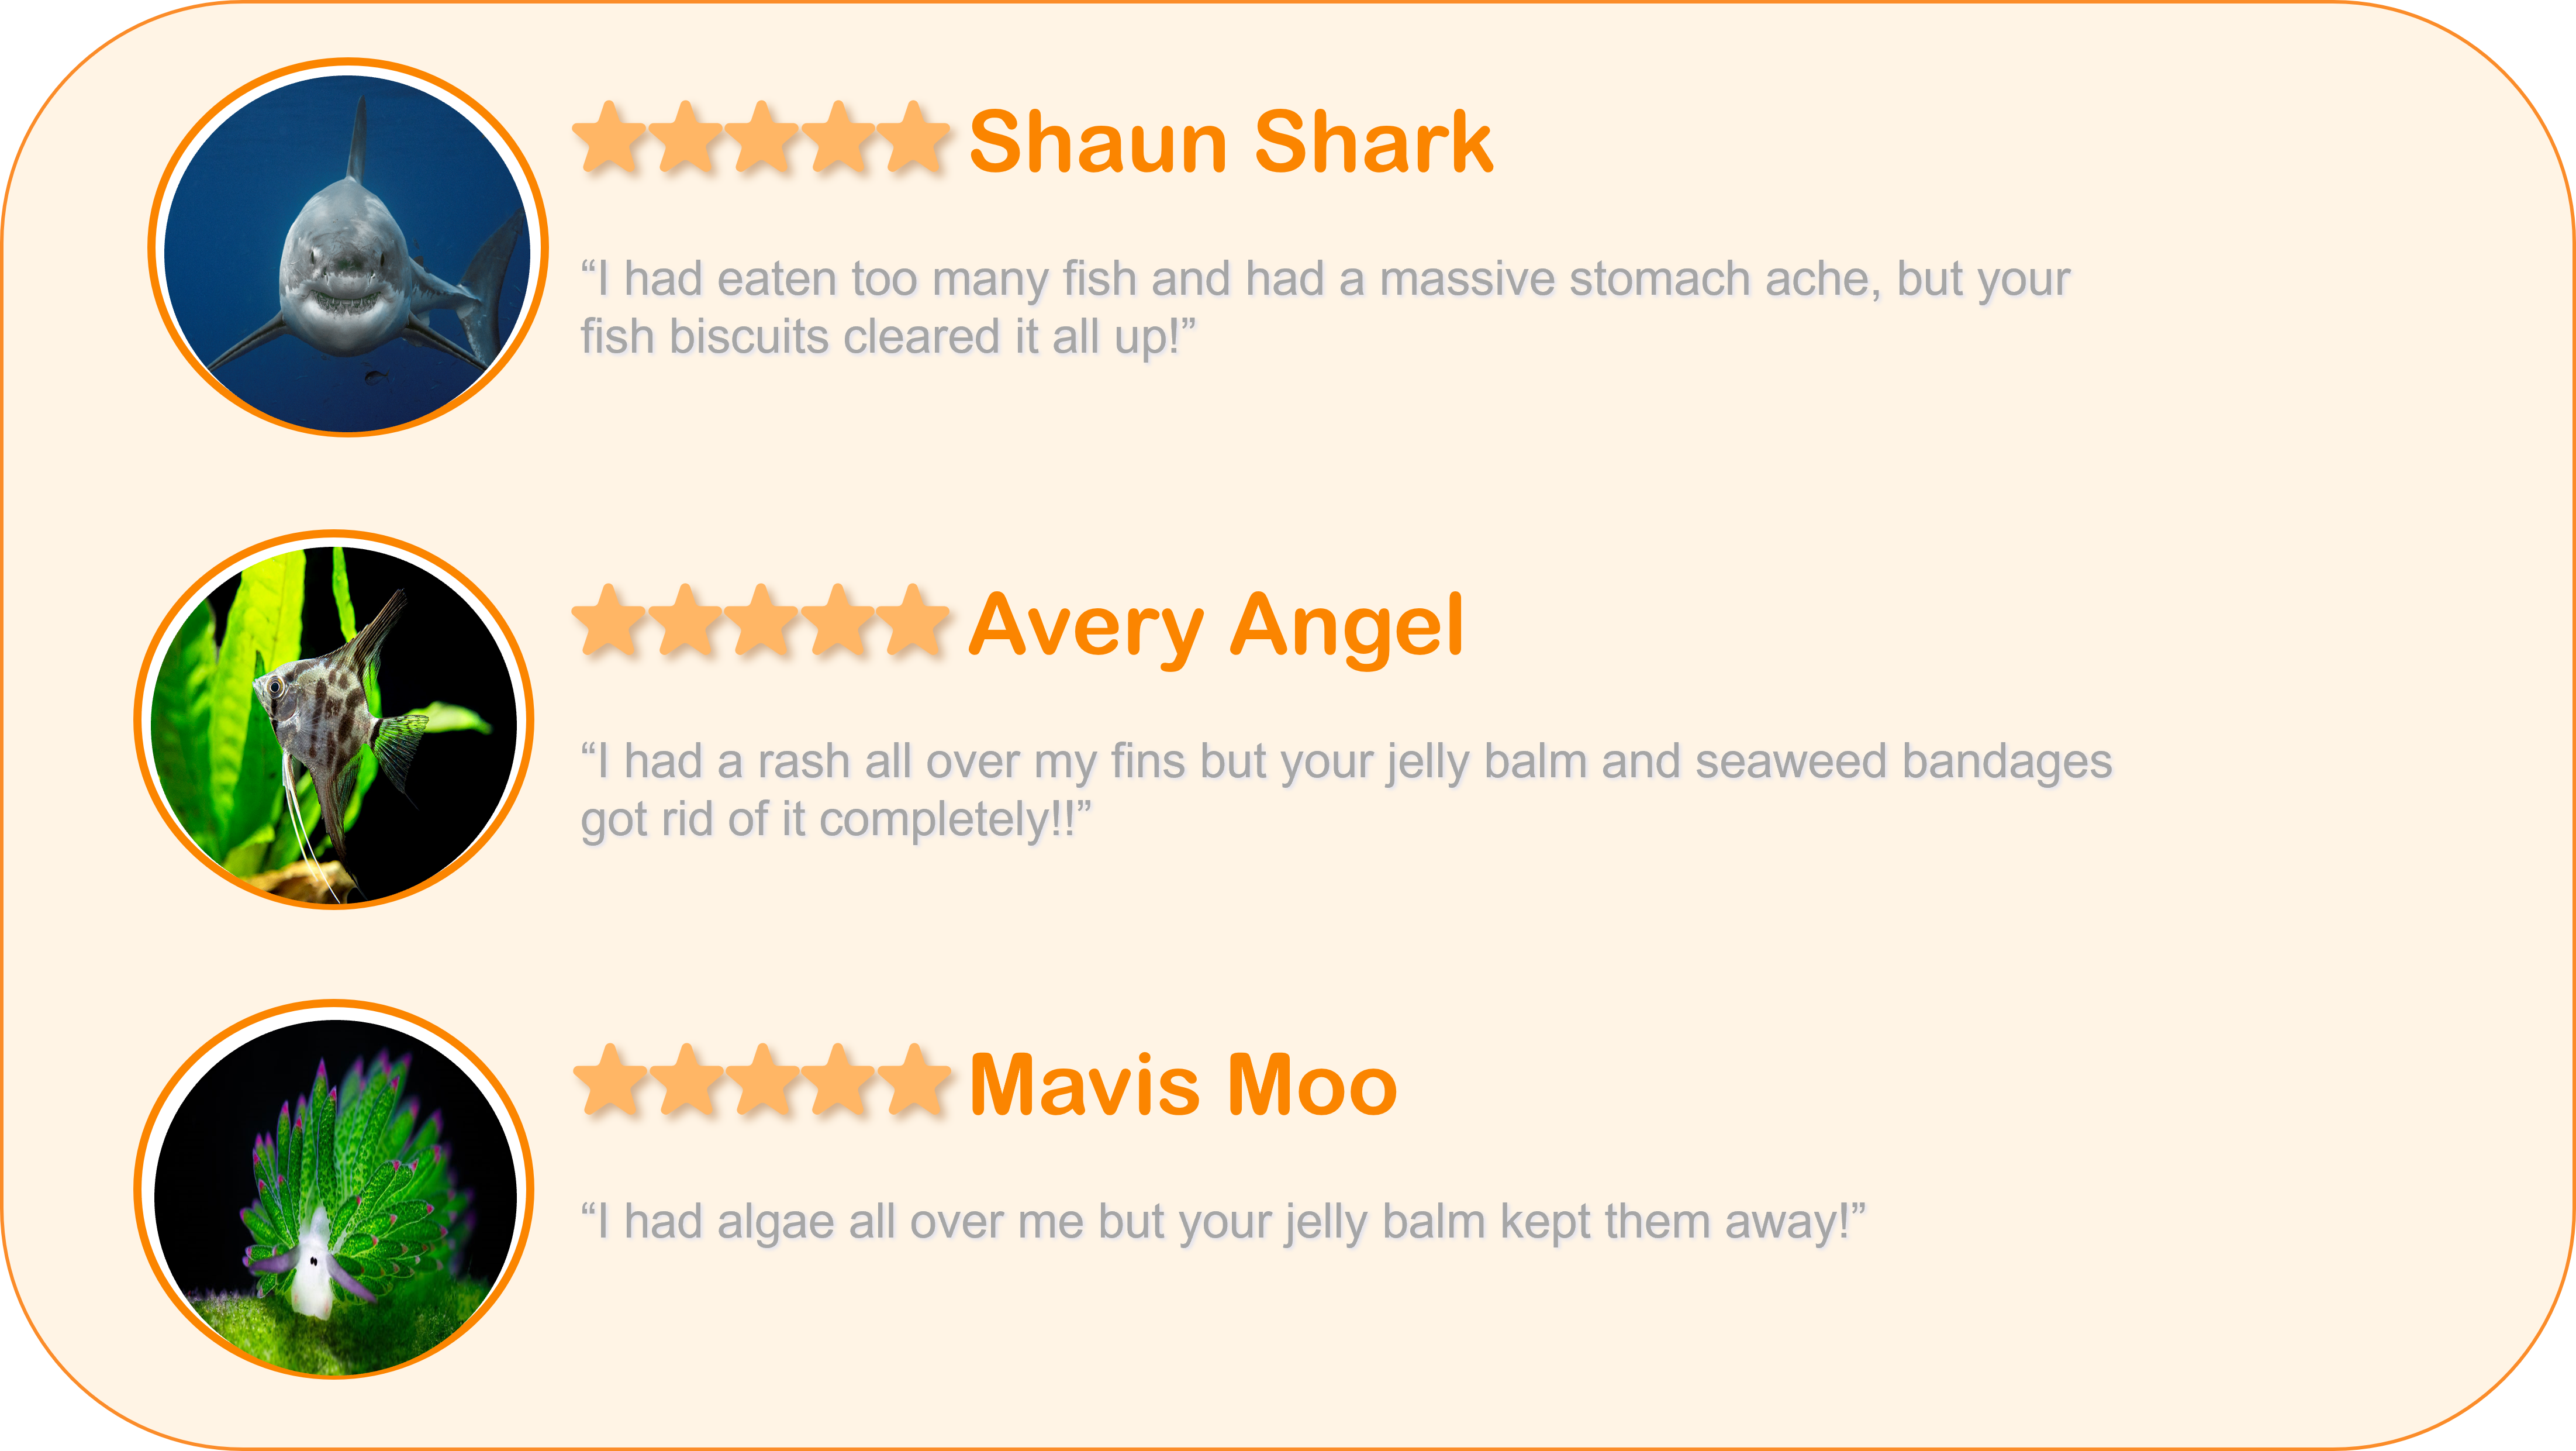 Shaun Shark
“I had eaten too many fish and had a massive stomach ache, but your
fish biscuits cleared it all up!”
Avery Angel
“I had a rash all over my fins but your jelly balm and seaweed bandages
got rid of it completely!!”
Mavis Moo
“I had algae all over me but your jelly balm kept them away!”